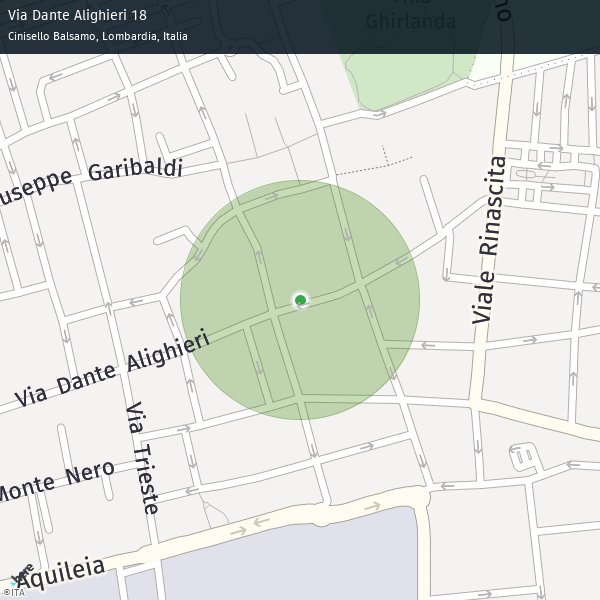 Via Dante Alighieri 18
Cinisello Balsamo, Lombardia, Italia
Ghirlanda
useppe Garibaldi
Viale Rinascita
Via Dante Alighieri
Via Trieste
Monte Nero
Aquileia
here
©ITA